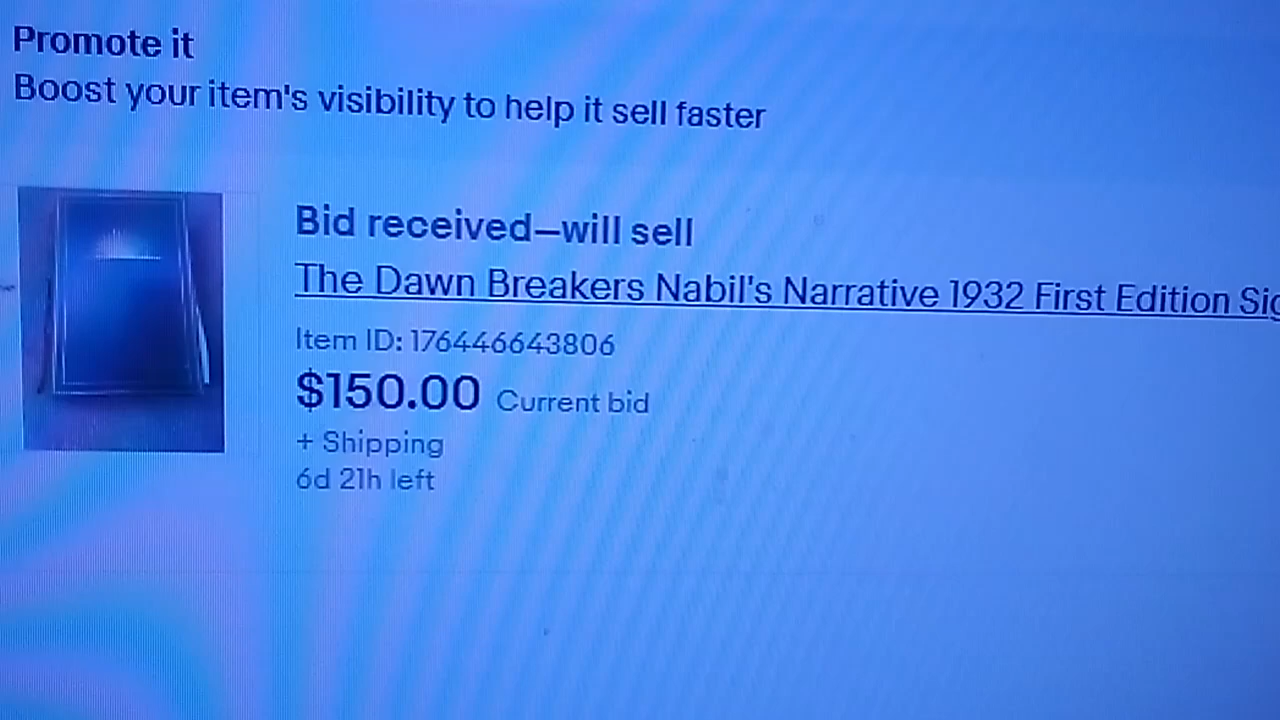 Promote it
Boost your item's visibility to help it sell faster
Bid received—will sell
The Dawn Breakers Nabil's Narrative 1932 First Edition Sig
Item ID: 176446643806
$150.00 Current bid
+ Shipping
6d 21h left